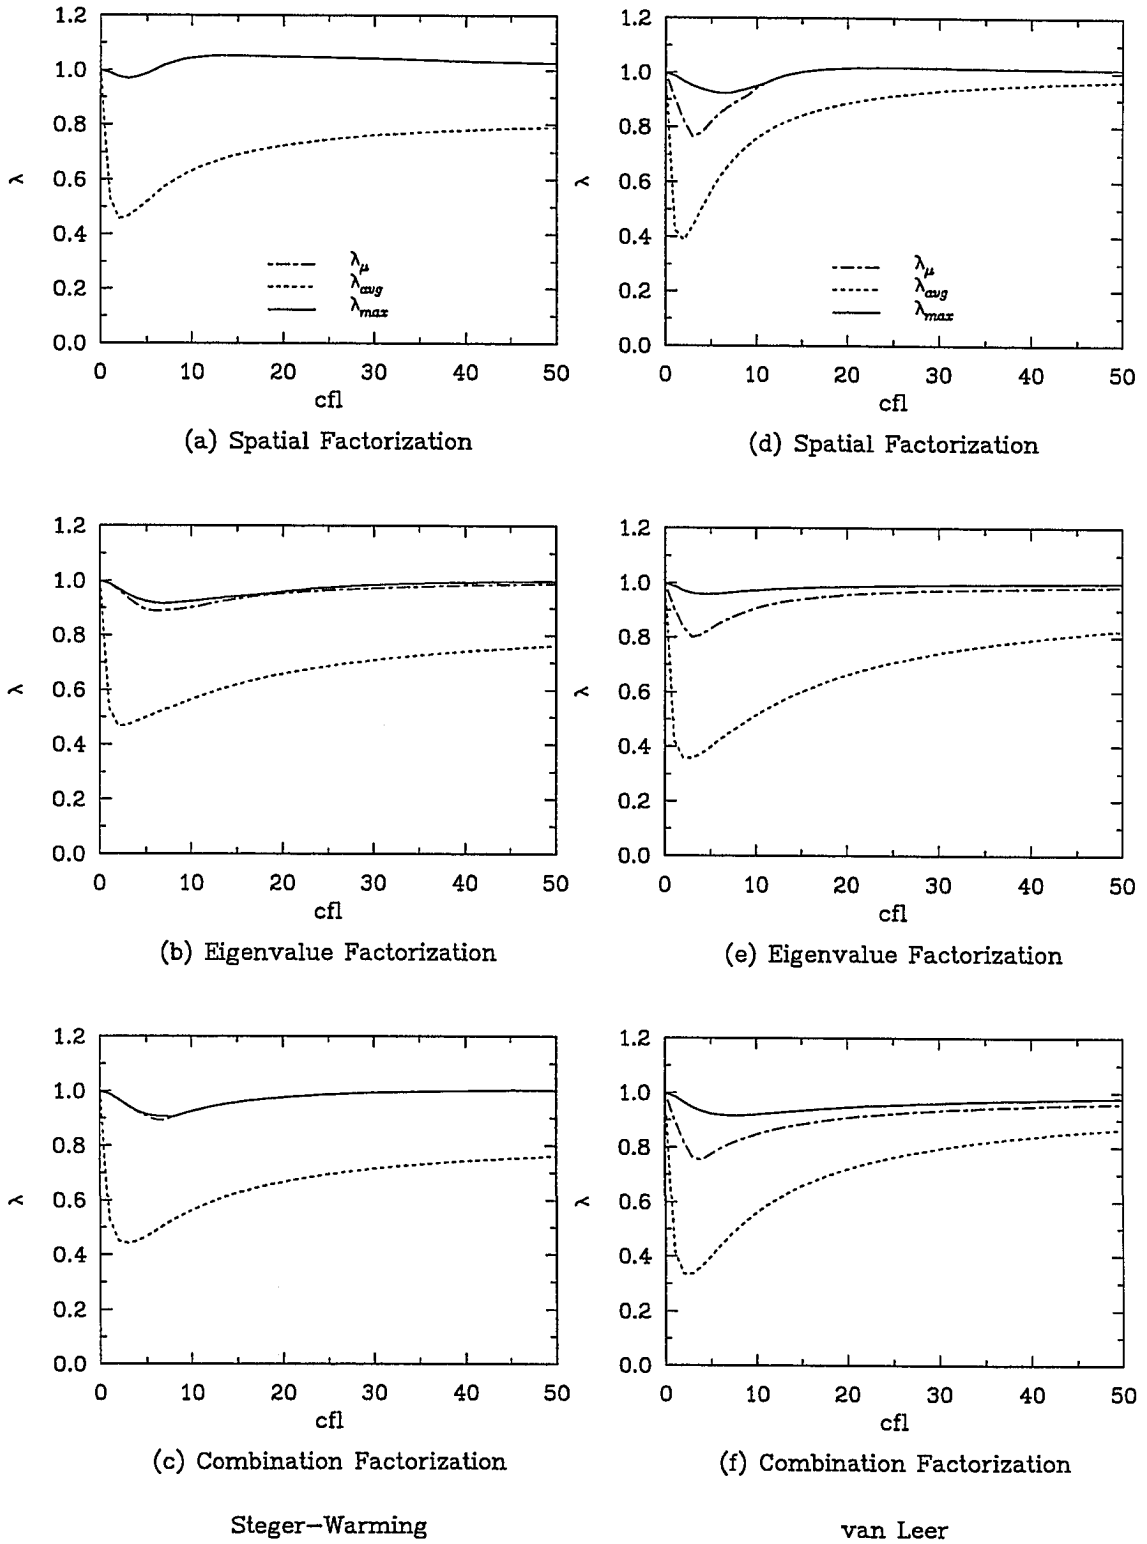 1.2
1.0
0.8
0.6
0.4
0.2
0.0
λ
λμ
λavg
λmax
0 10 20 30 40 50
cfl
(a) Spatial Factorization
1.2
1.0
0.8
0.6
0.4
0.2
0.0
λ
λμ
λavg
λmax
0 10 20 30 40 50
cfl
(d) Spatial Factorization
1.2
1.0
0.8
0.6
0.4
0.2
0.0
λ
0 10 20 30 40 50
cfl
(b) Eigenvalue Factorization
1.2
1.0
0.8
0.6
0.4
0.2
0.0
λ
0 10 20 30 40 50
cfl
(e) Eigenvalue Factorization
1.2
1.0
0.8
0.6
0.4
0.2
0.0
λ
0 10 20 30 40 50
cfl
(c) Combination Factorization
1.2
1.0
0.8
0.6
0.4
0.2
0.0
λ
0 10 20 30 40 50
cfl
(f) Combination Factorization
Steger-Warming
van Leer